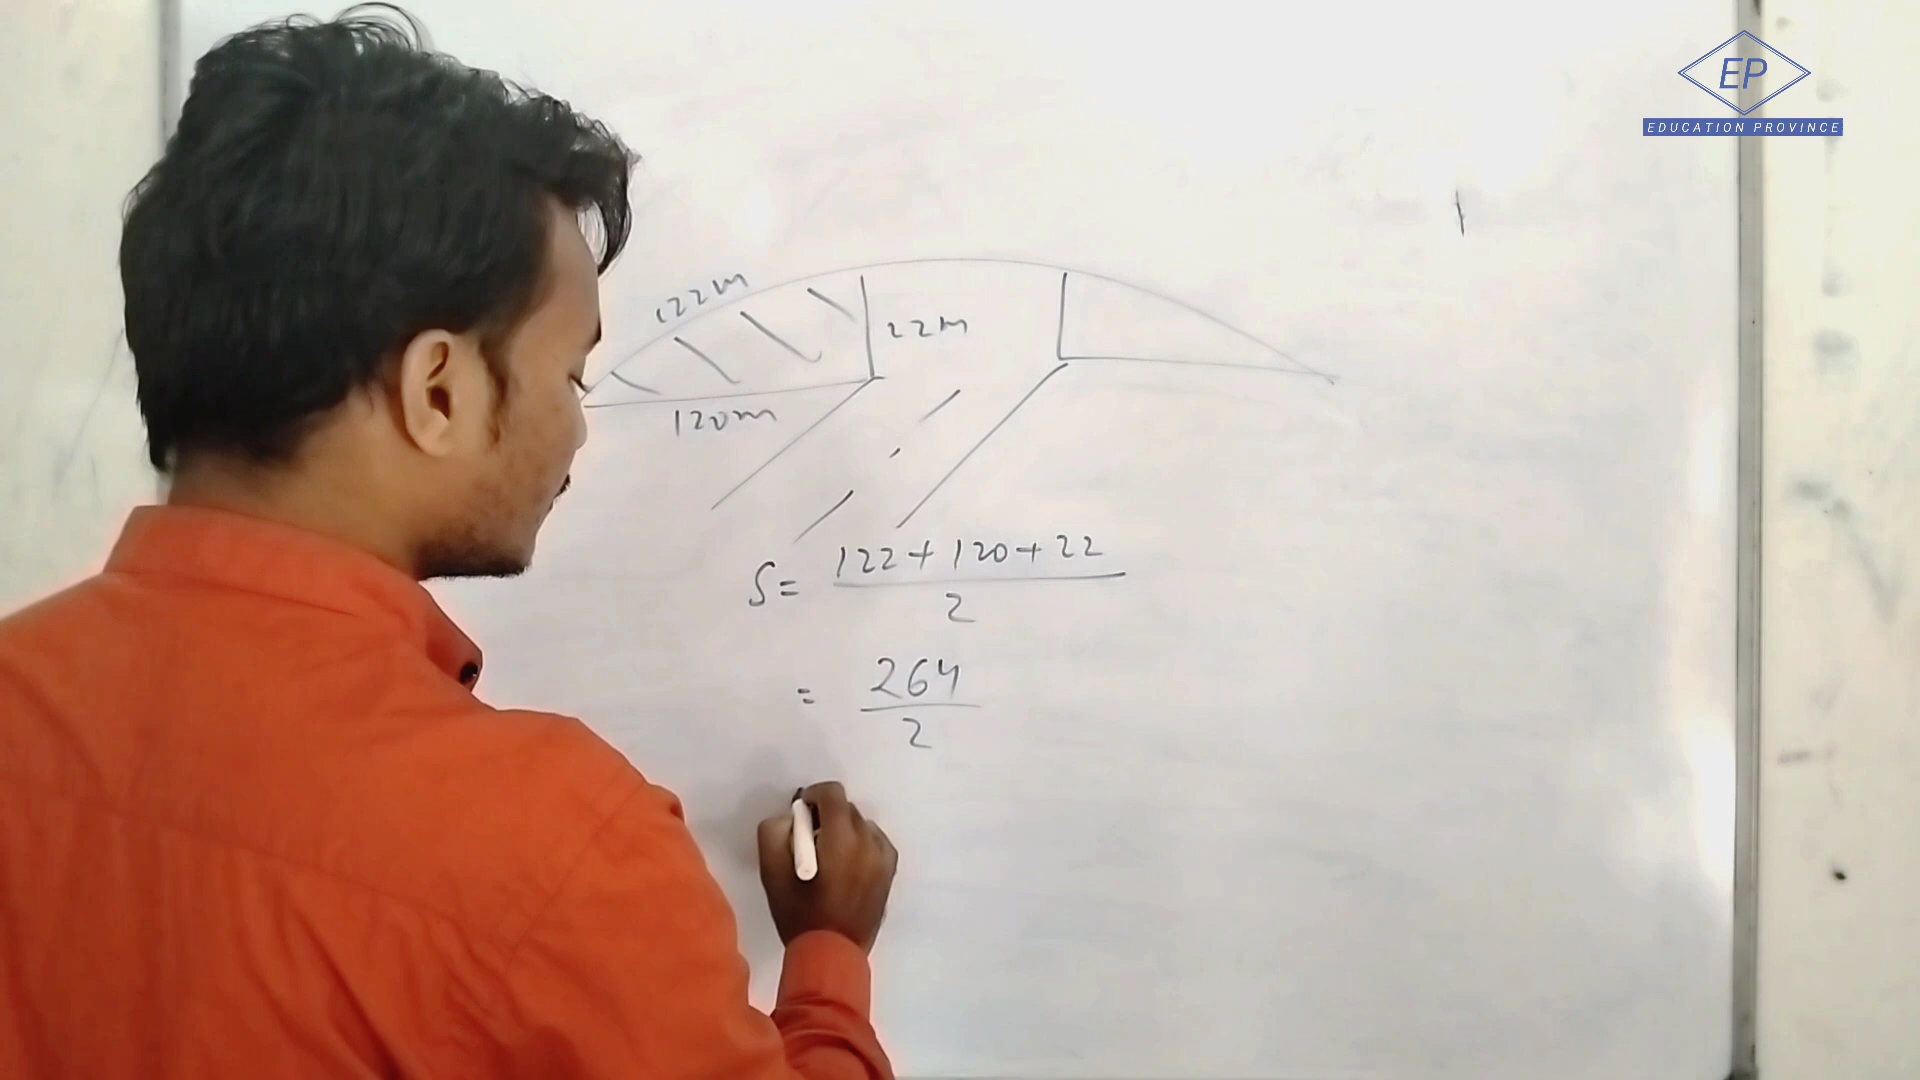 EP
EDUCATION PROVINCE
122m
22m
120m
S= 122+120+22
2
= 264
2